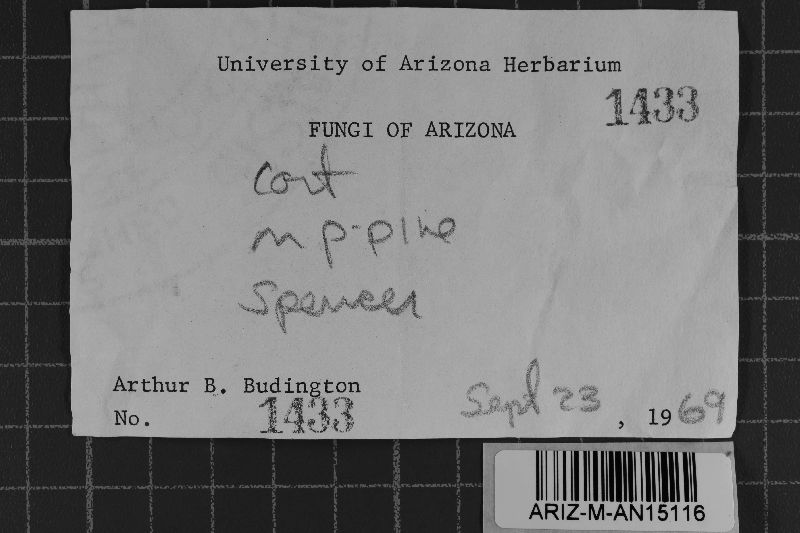 University of Arizona Herbarium
1433
FUNGI OF ARIZONA
Cort
m p-pine
Spencer
Arthur B. Budington
No. 1433
Sept 23, 1969
ARIZ-M-AN15116